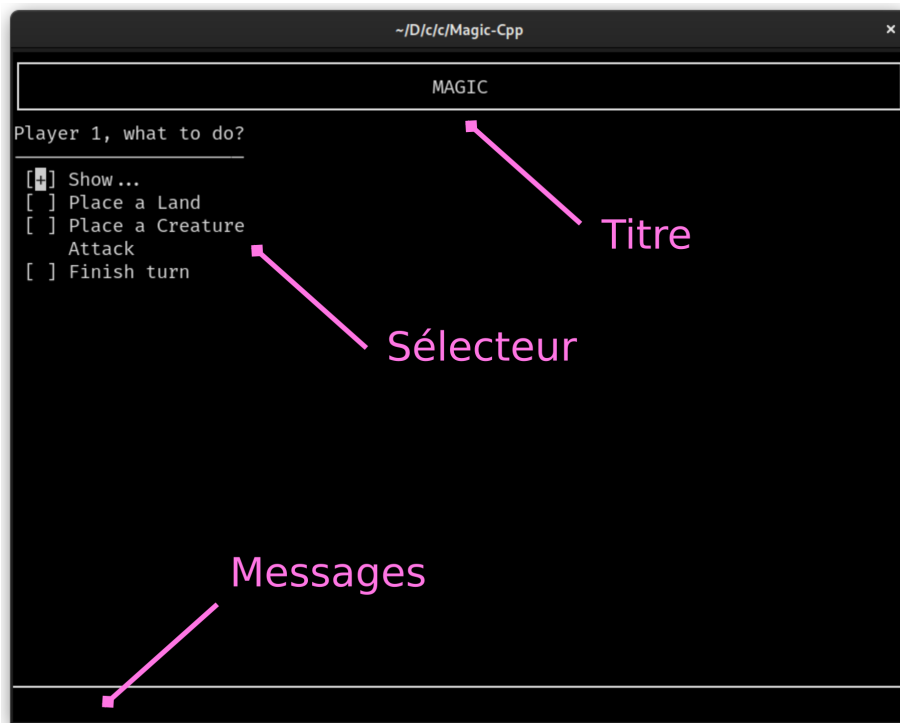 ~/D/c/c/Magic-Cpp ×
MAGIC
Player 1, what to do?
[+] Show...
[ ] Place a Land
[ ] Place a Creature
Attack
[ ] Finish turn
Titre
Sélecteur
Messages